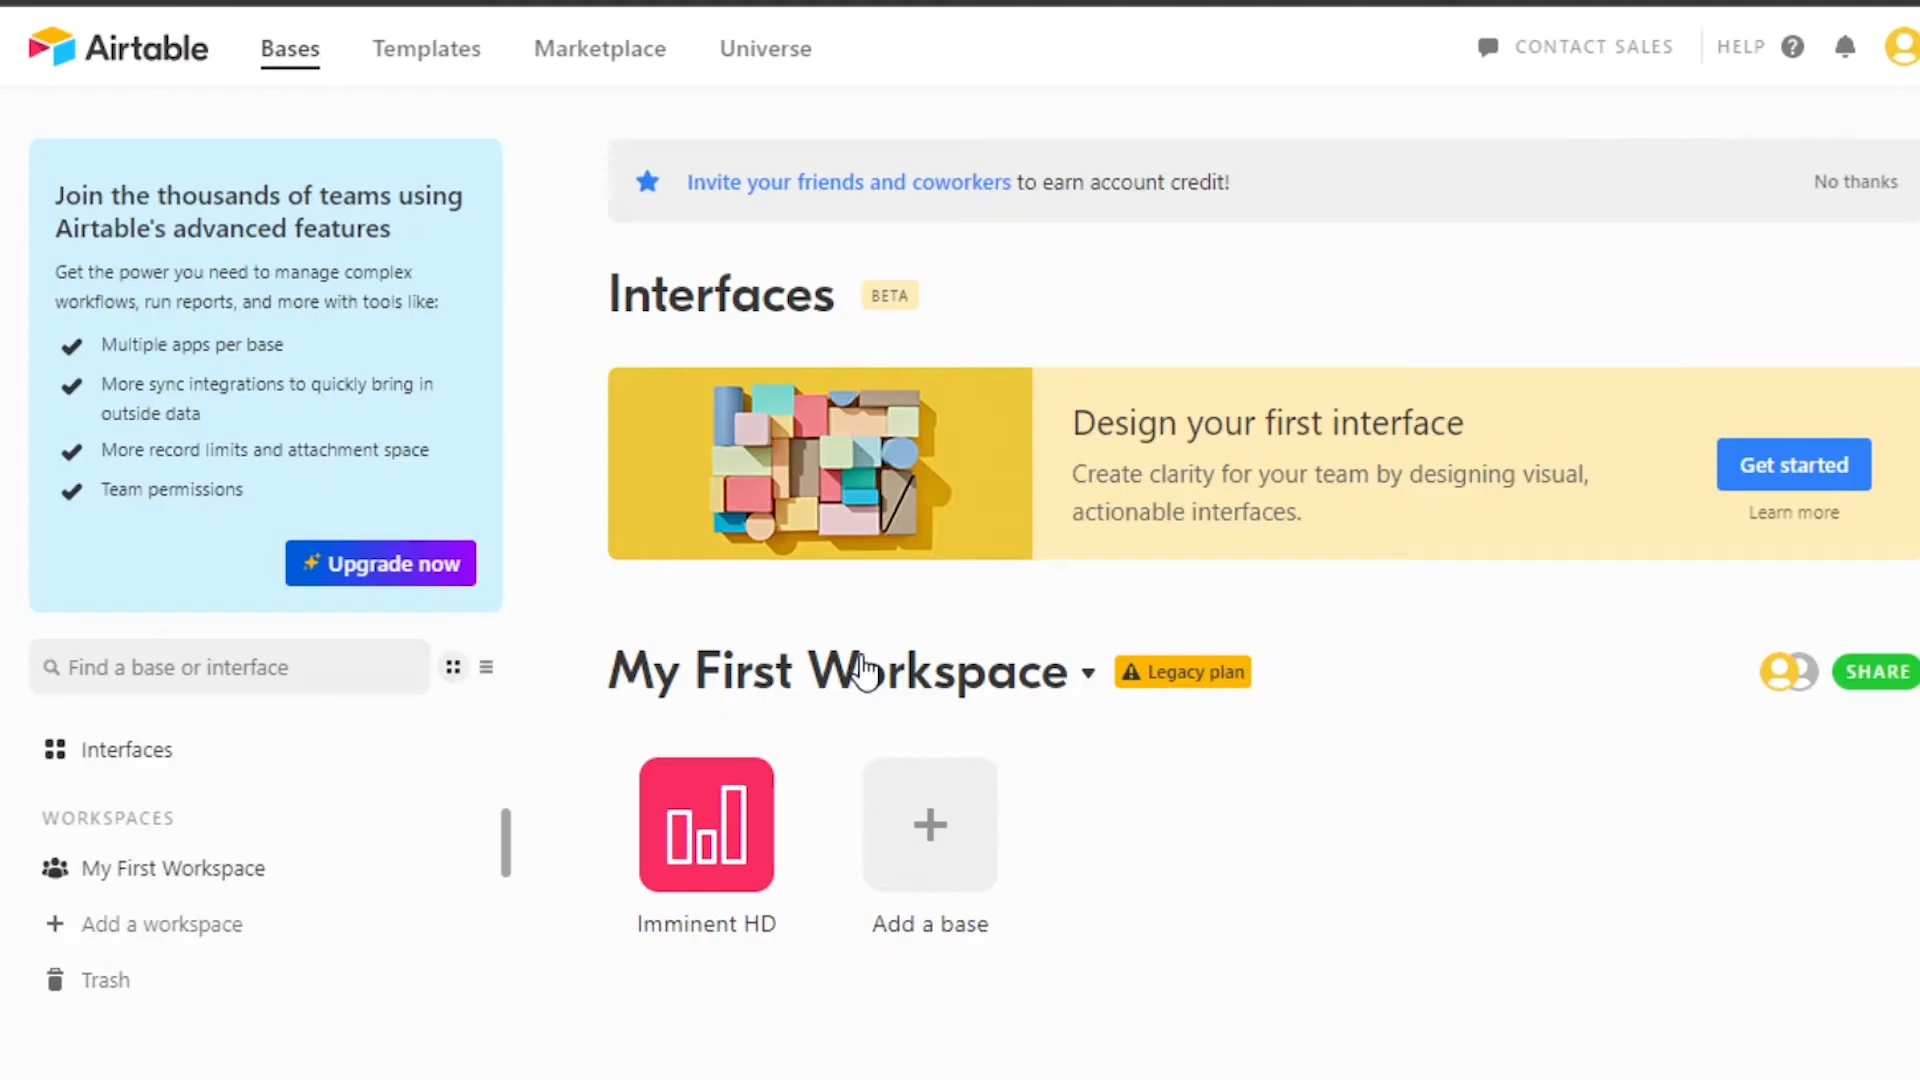 Airtable
Bases
Templates
Marketplace
Universe
CONTACT SALES
HELP
Join the thousands of teams using
Airtable's advanced features
Get the power you need to manage complex
workflows, run reports, and more with tools like:
Multiple apps per base
More sync integrations to quickly bring in
outside data
More record limits and attachment space
Team permissions
Upgrade now
Find a base or interface
Interfaces
WORKSPACES
My First Workspace
Add a workspace
Trash
Invite your friends and coworkers to earn account credit!
No thanks
Interfaces
BETA
Design your first interface
Create clarity for your team by designing visual,
actionable interfaces.
Get started
Learn more
My First Workspace
Legacy plan
SHARE
Imminent HD
Add a base